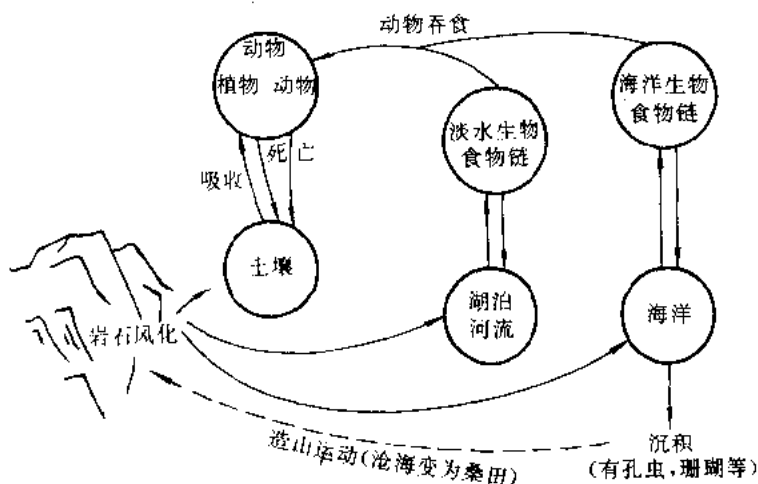 动物吞食
动物
植物 动物
海洋生物
食物链
淡水生物
食物链
死亡
吸收
土壤
湖泊
河流
海洋
岩石风化
造山运动(沧海变为桑田)
沉积
(有孔虫,珊瑚等)